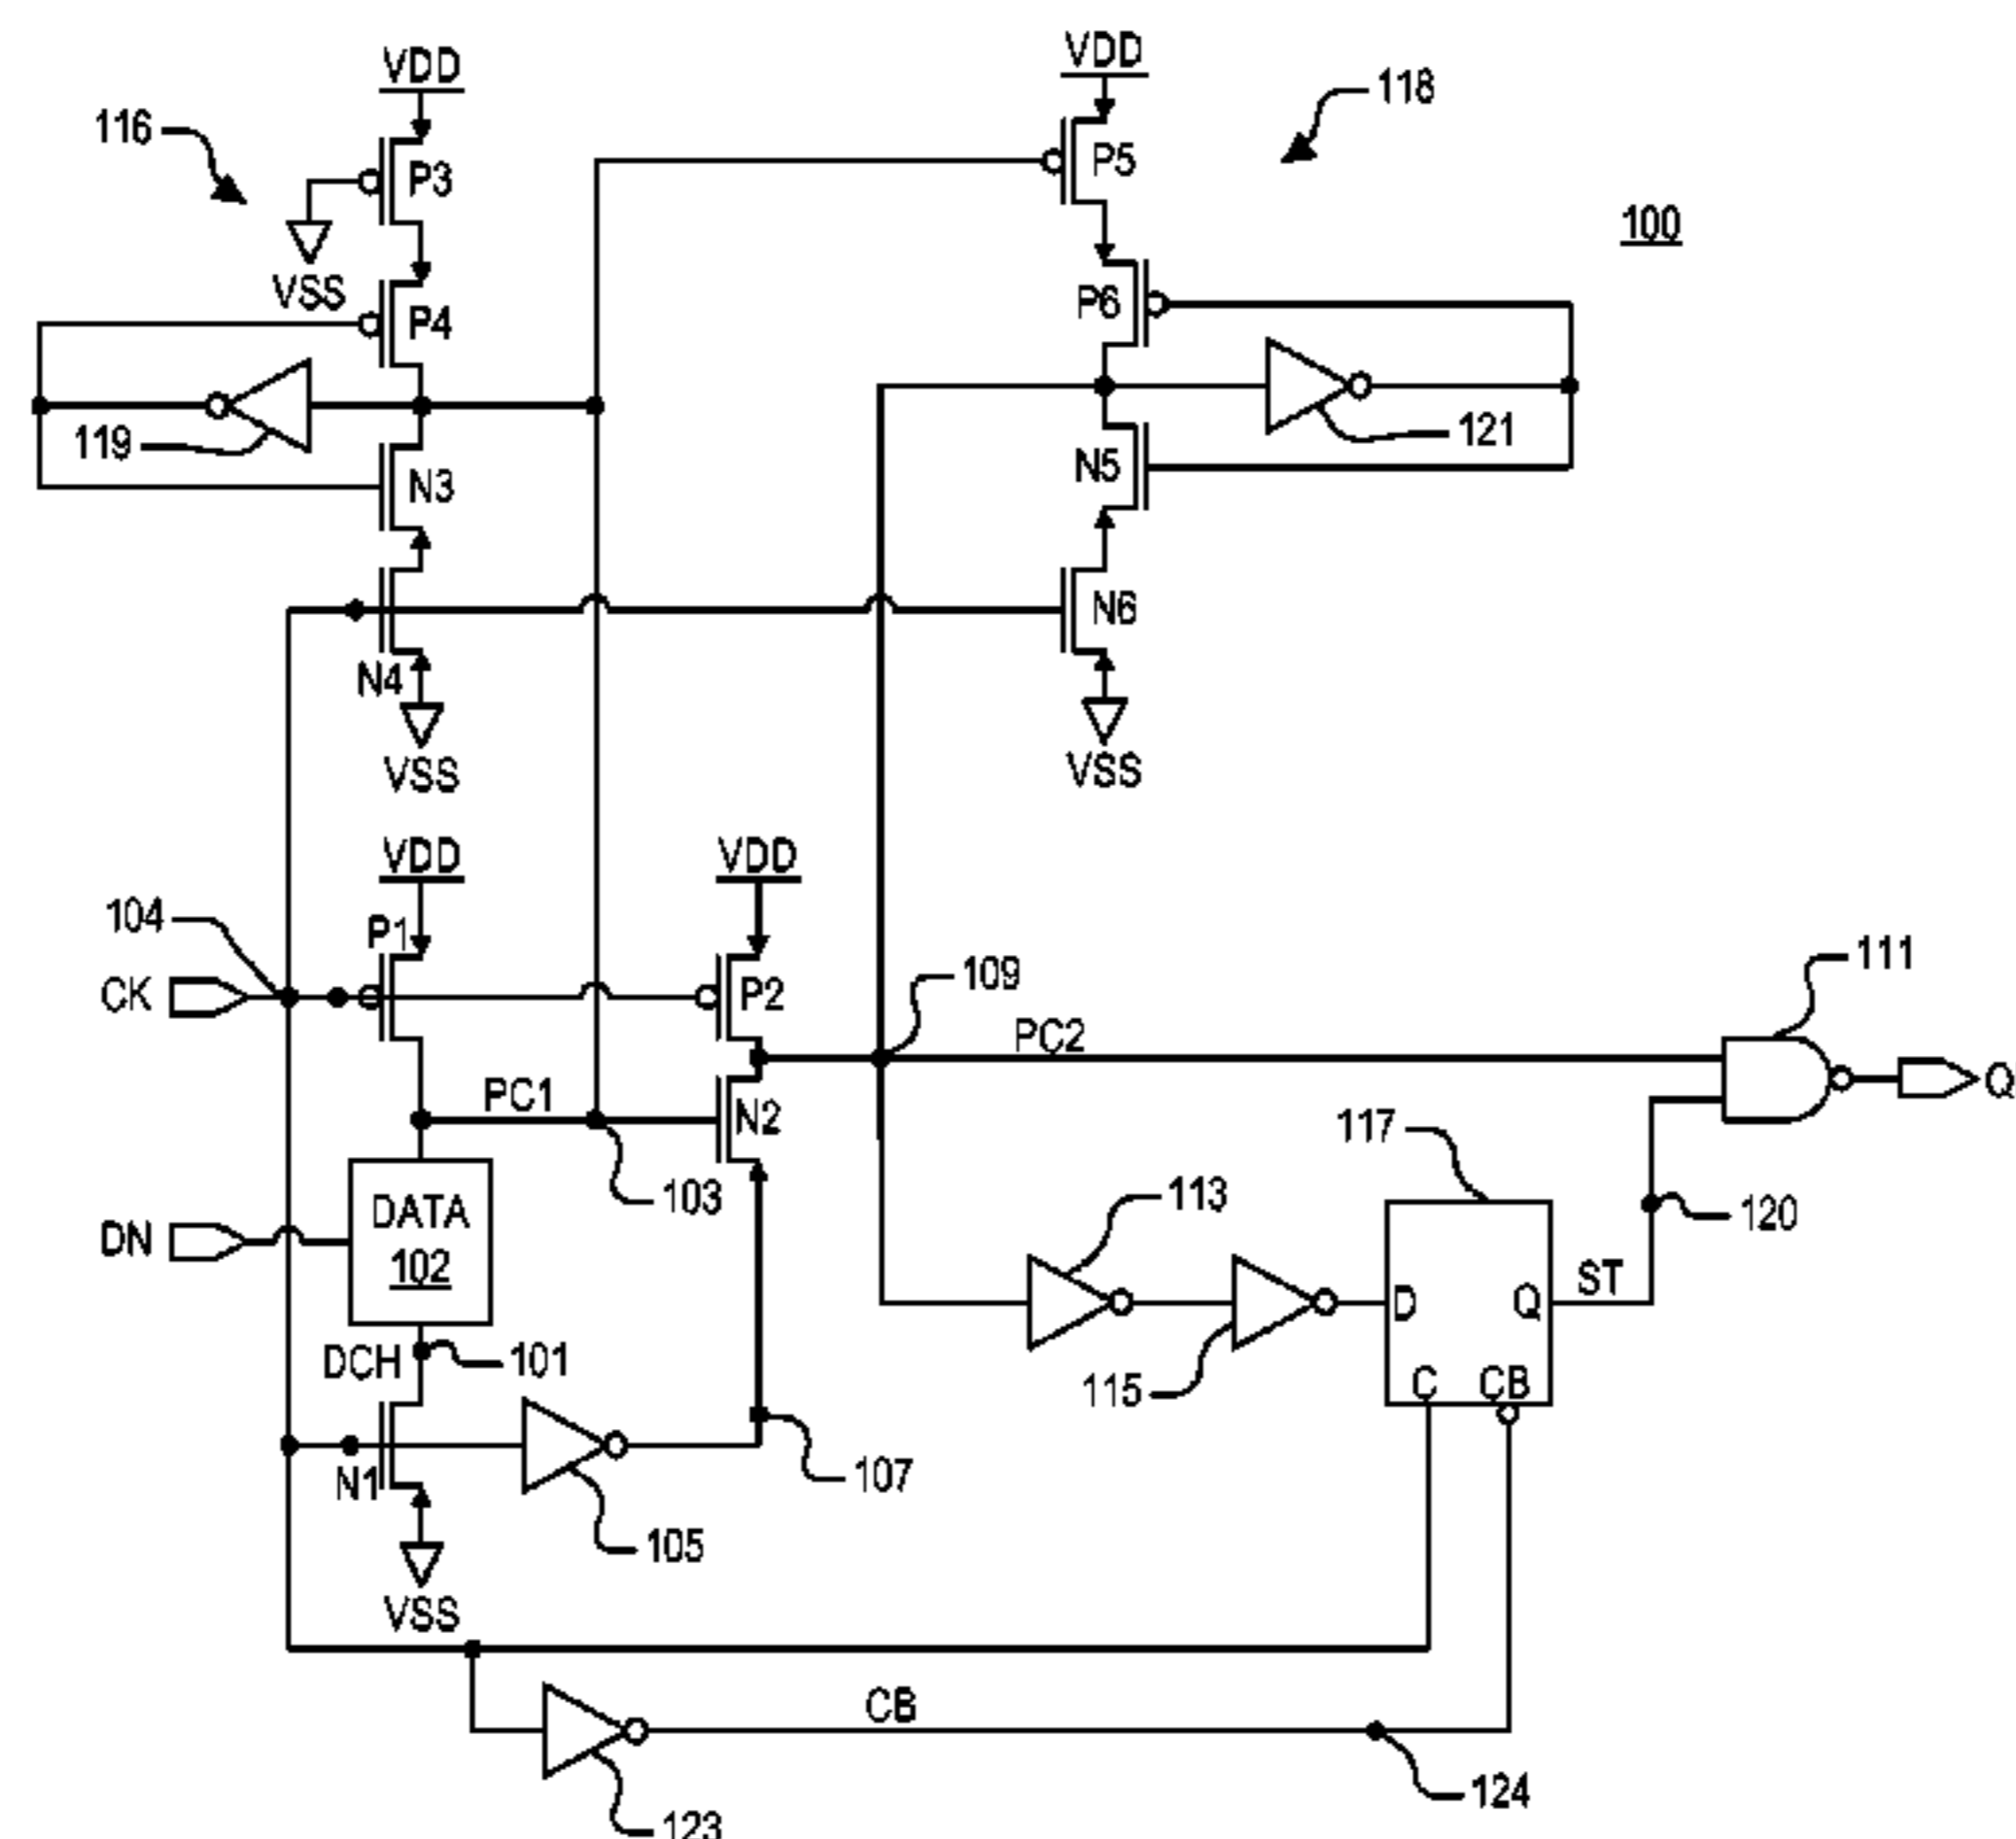 VDD
VDD
118
116
P3
P5
100
VSS
P4
P6
119
121
N3
N5
N4
N6
VSS
VSS
VDD
VDD
104
P1
111
CK
P2
109
PC2
Q
PC1
N2
117
DATA
102
103
113
120
DN
ST
D
Q
DCH
101
115
C
CB
N1
107
105
VSS
CB
124
123